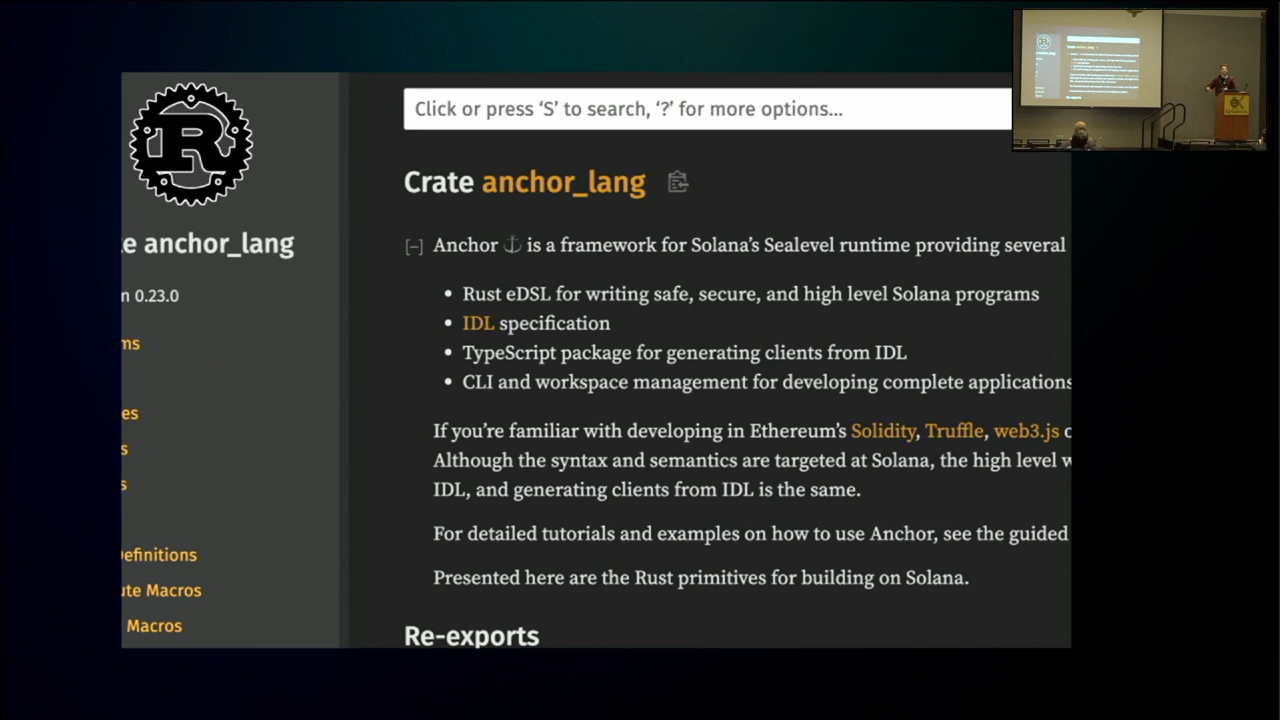 Click or press ‘S’ to search, ‘?’ for more options...
Crate anchor_lang
e anchor_lang
n 0.23.0
ms
es
s
s
Definitions
ute Macros
Macros
[−] Anchor ⚓ is a framework for Solana’s Sealevel runtime providing several
• Rust eDSL for writing safe, secure, and high level Solana programs
• IDL specification
• TypeScript package for generating clients from IDL
• CLI and workspace management for developing complete applications
If you’re familiar with developing in Ethereum’s Solidity, Truffle, web3.js
Although the syntax and semantics are targeted at Solana, the high level
IDL, and generating clients from IDL is the same.
For detailed tutorials and examples on how to use Anchor, see the guided
Presented here are the Rust primitives for building on Solana.
Re-exports